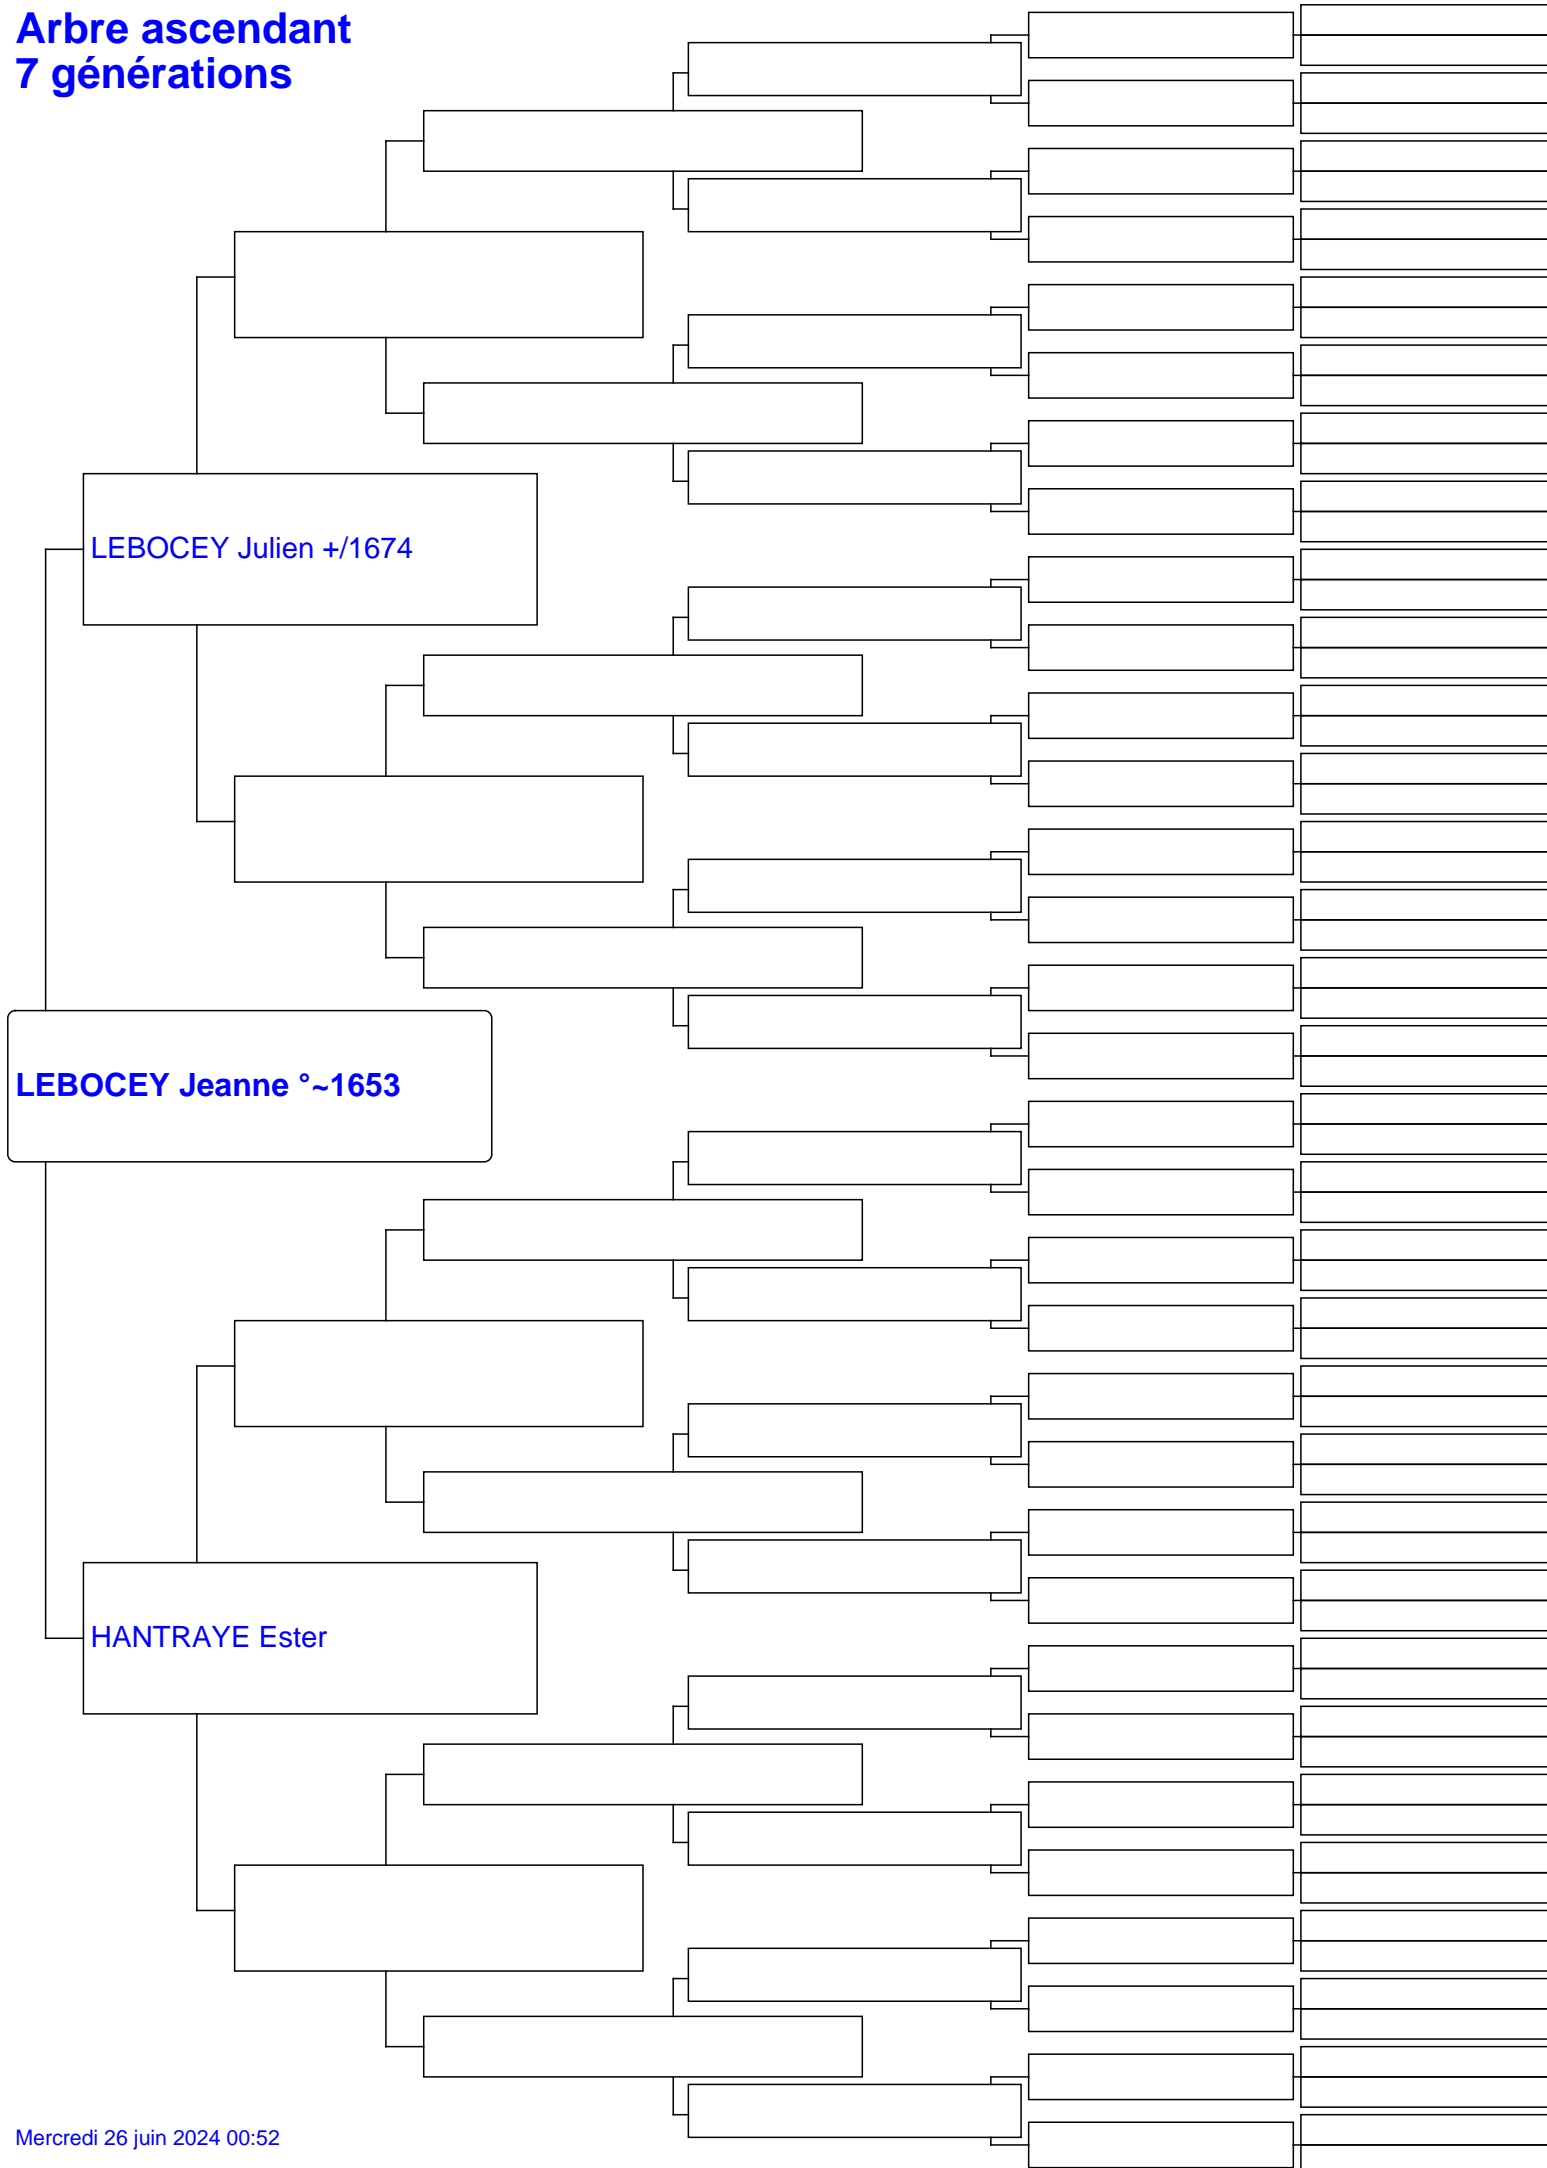 Arbre ascendant
7 générations
LEBOCEY Julien +/1674
LEBOCEY Jeanne °~1653
HANTRAYE Ester
Mercredi 26 juin 2024 00:52